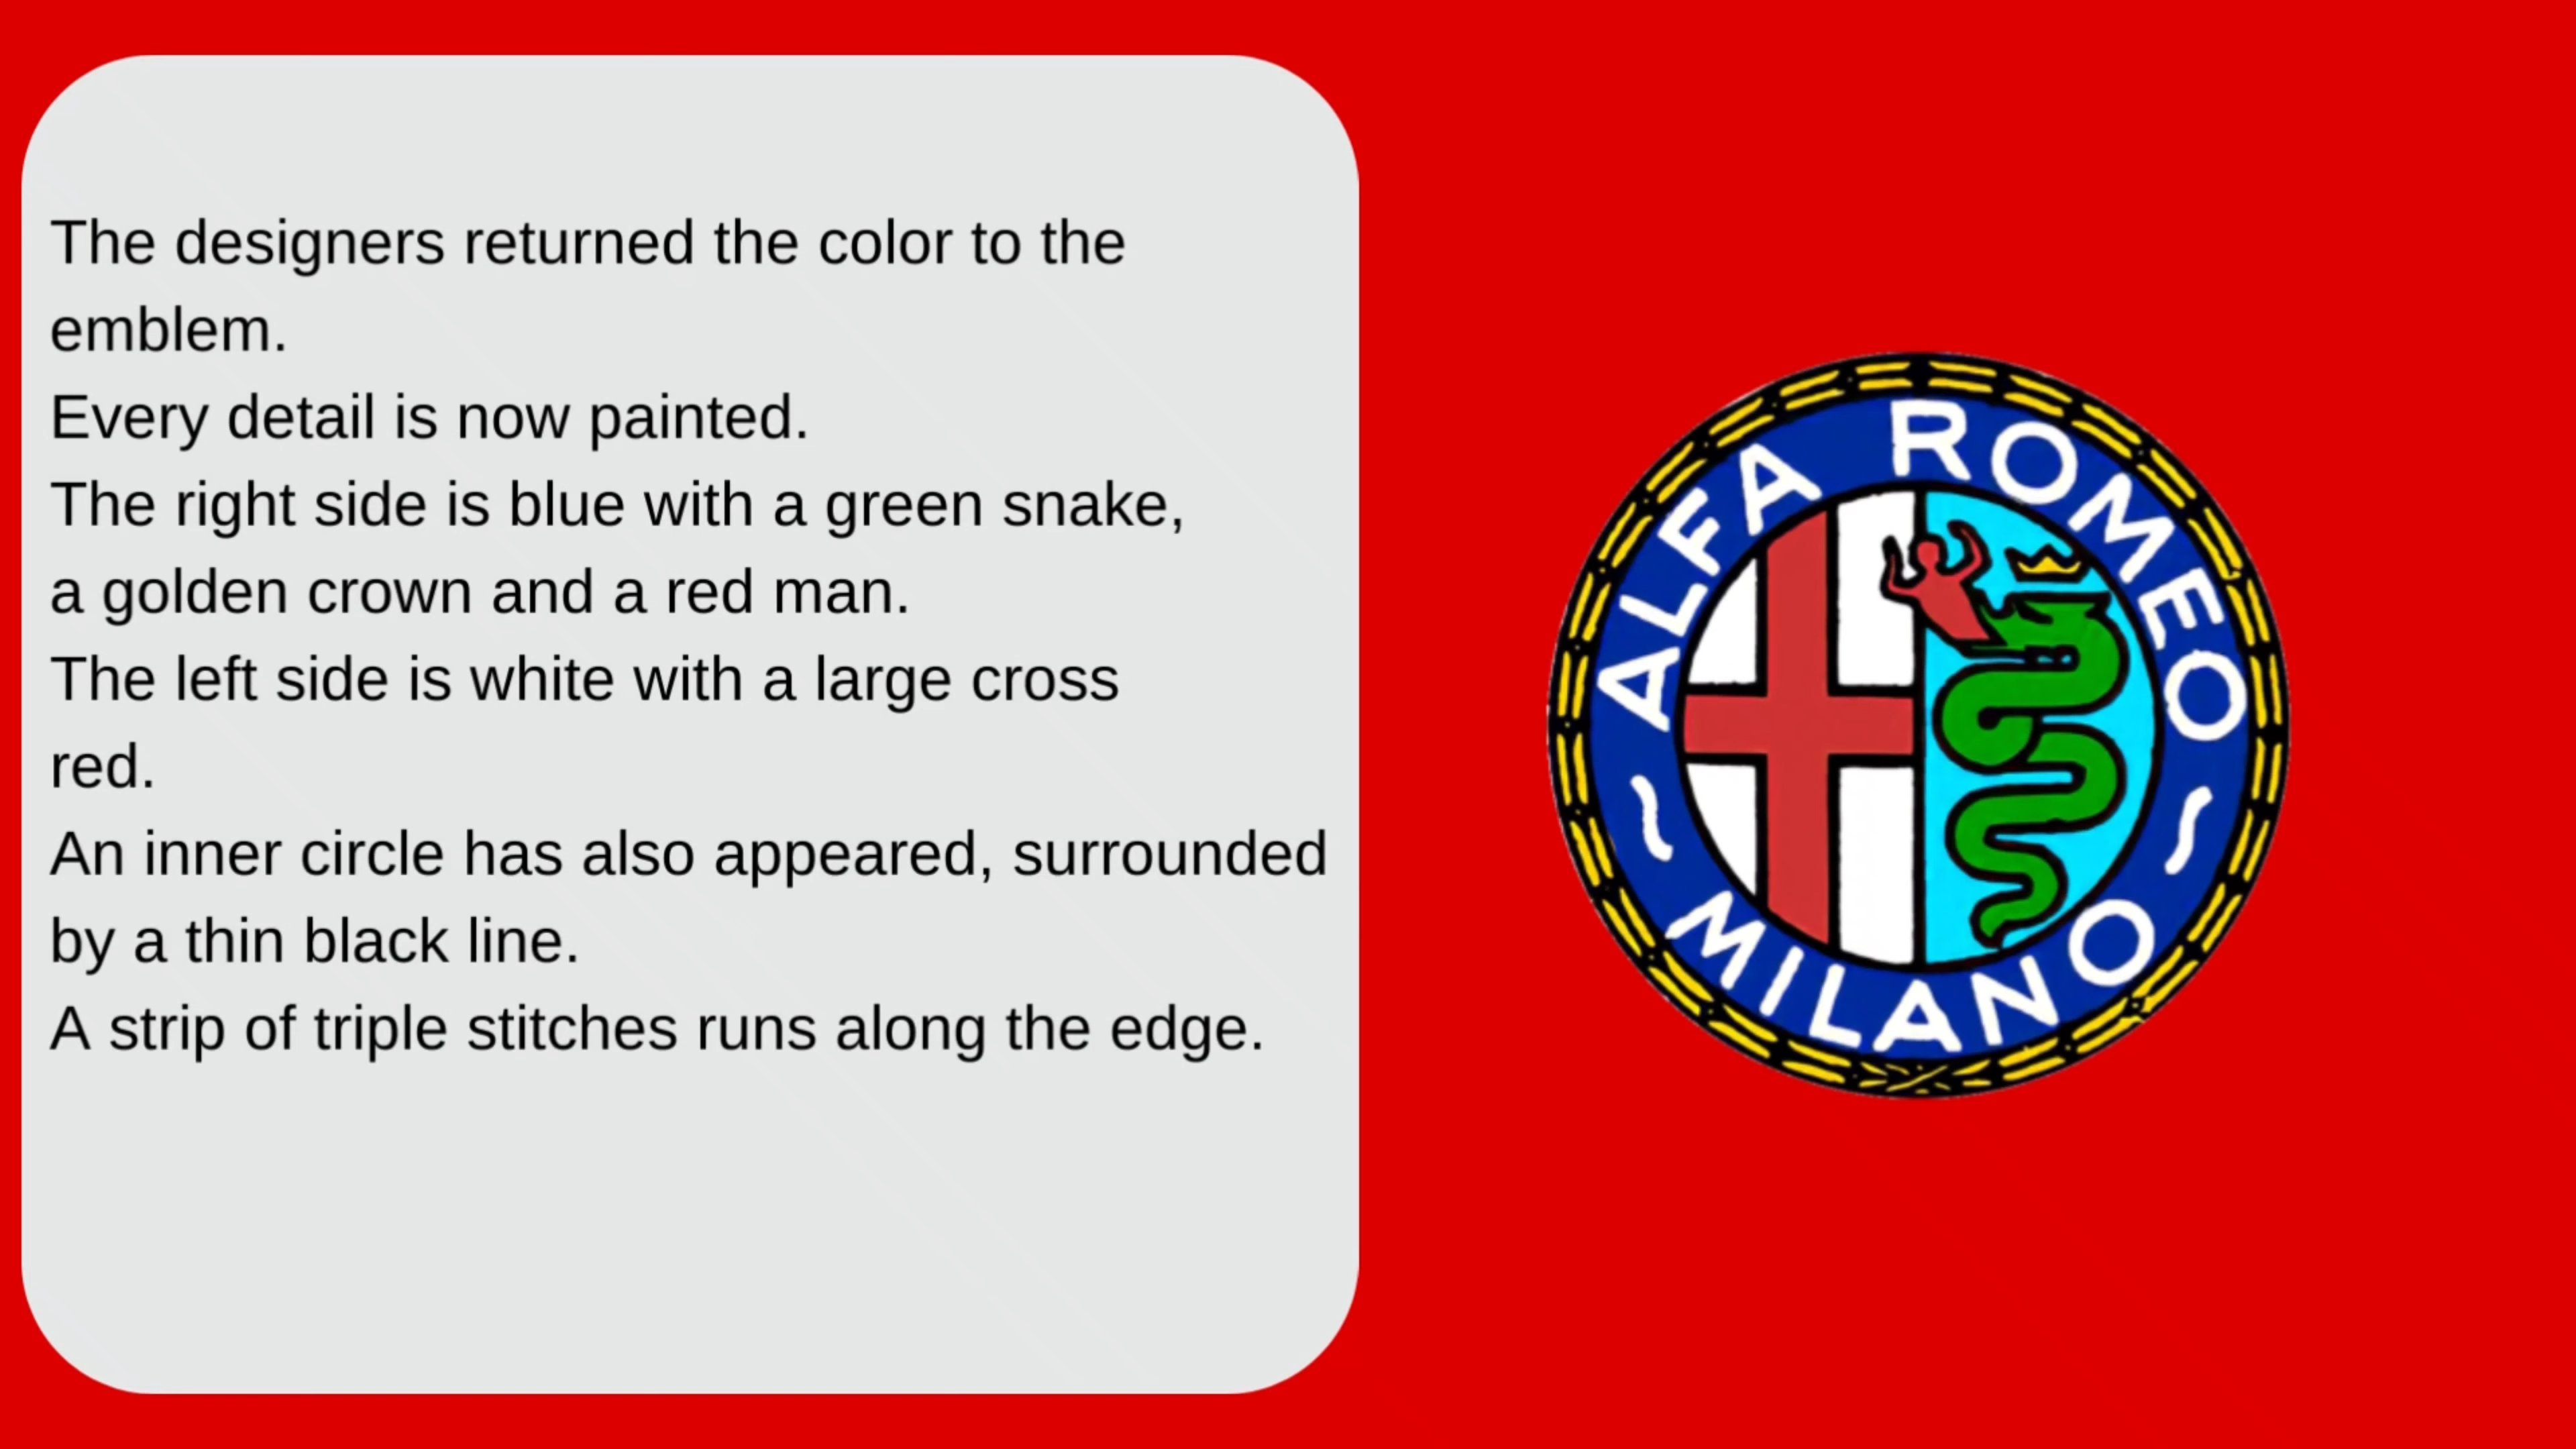 The designers returned the color to the
emblem.
Every detail is now painted.
The right side is blue with a green snake,
a golden crown and a red man.
The left side is white with a large cross
red.
An inner circle has also appeared, surrounded
by a thin black line.
A strip of triple stitches runs along the edge.
ALFA ROMEO
MILANO